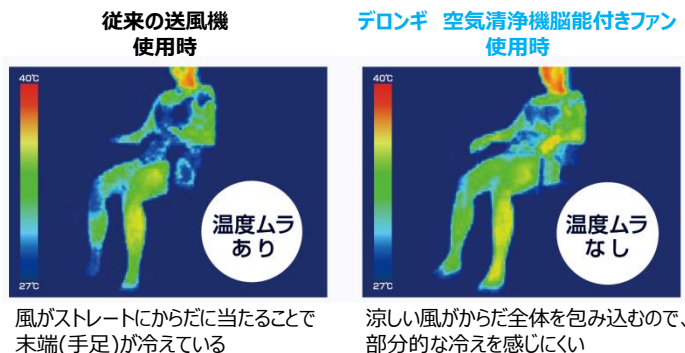 従来の送風機
使用時
デロンギ 空気清浄機脳能付きファン
使用時
40℃
27℃
温度ムラ
あり
40℃
27℃
温度ムラ
なし
風がストレートにからだに当たることで
末端(手足)が冷えている
涼しい風がからだ全体を包み込むので、
部分的な冷えを感じにくい